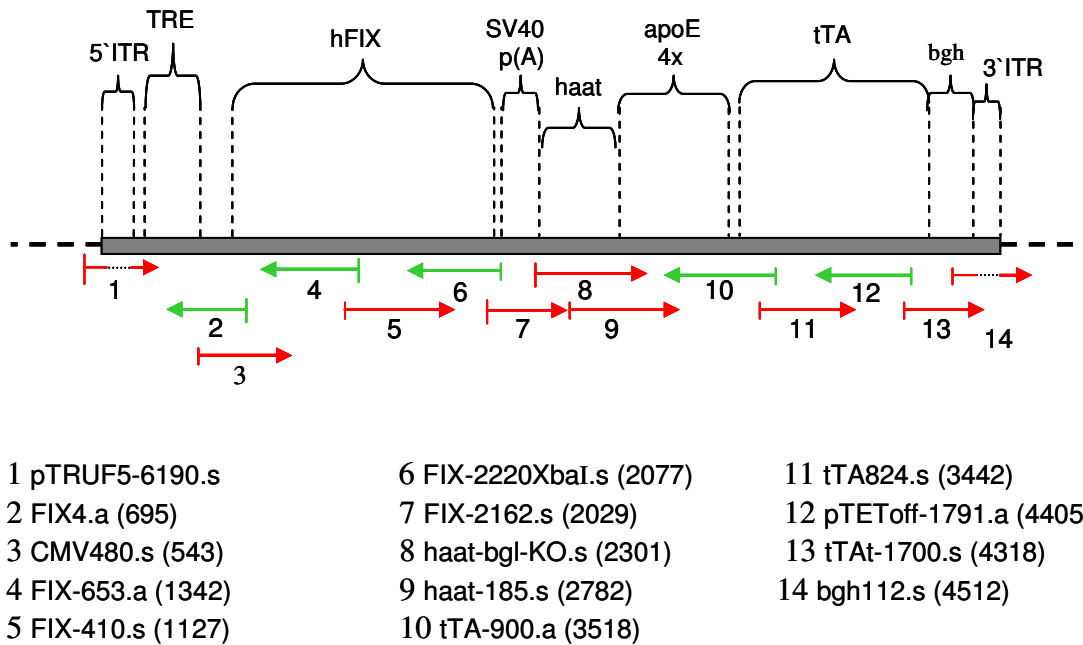 TRE
5`ITR
hFIX
SV40
p(A)
haat
apoE
4x
tTA
bgh
3`ITR
1
4
6
8
10
12
2
5
7
9
11
13
14
3
1 pTRUF5-6190.s
2 FIX4.a (695)
3 CMV480.s (543)
4 FIX-653.a (1342)
5 FIX-410.s (1127)
6 FIX-2220XbaI.s (2077)
7 FIX-2162.s (2029)
8 haat-bgl-KO.s (2301)
9 haat-185.s (2782)
10 tTA-900.a (3518)
11 tTA824.s (3442)
12 pTEToff-1791.a (4405
13 tTAt-1700.s (4318)
14 bgh112.s (4512)